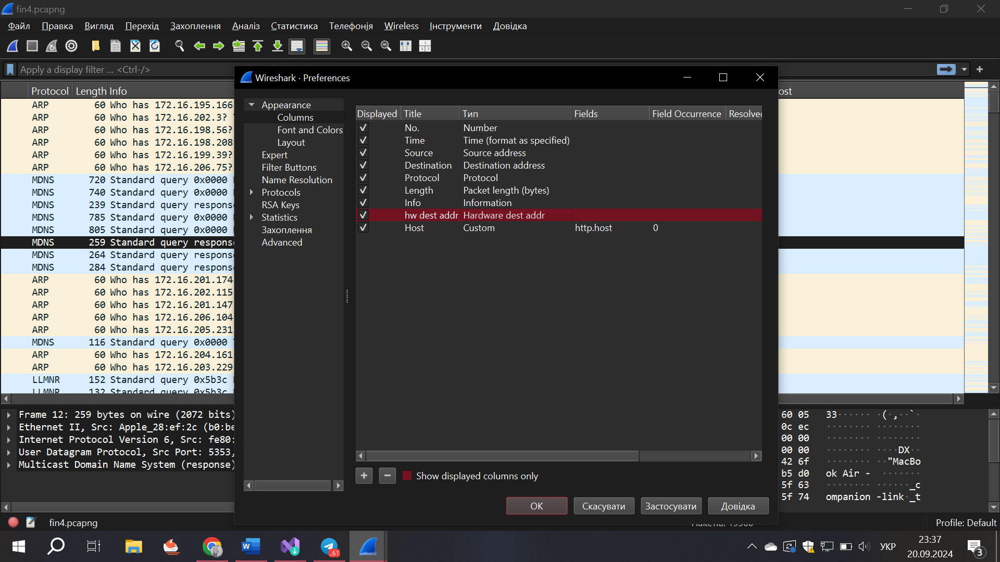 fin4.pcapng
Файл Правка Вигляд Перехід Захоплення Аналіз Статистика Телефонія Wireless Інструменти Довідка
Apply a display filter ... <Ctrl-/>
Protocol Length Info
ost
ARP 60 Who has 172.16.195.166
ARP 60 Who has 172.16.202.3?
ARP 60 Who has 172.16.198.56?
ARP 60 Who has 172.16.198.208
ARP 60 Who has 172.16.199.39?
ARP 60 Who has 172.16.206.75?
MDNS 720 Standard query 0x0000
MDNS 740 Standard query 0x0000
MDNS 239 Standard query respons
MDNS 785 Standard query 0x0000
MDNS 805 Standard query 0x0000
MDNS 259 Standard query respons
MDNS 264 Standard query respons
MDNS 284 Standard query respons
ARP 60 Who has 172.16.201.174
ARP 60 Who has 172.16.202.115
ARP 60 Who has 172.16.201.147
ARP 60 Who has 172.16.206.104
ARP 60 Who has 172.16.205.231
MDNS 116 Standard query 0x0000
ARP 60 Who has 172.16.204.161
ARP 60 Who has 172.16.203.229
LLMNR 152 Standard query 0x5b3c
LLMNR 132 Standard query 0x5b3c
Wireshark · Preferences
Appearance
Columns
Font and Colors
Layout
Expert
Filter Buttons
Name Resolution
Protocols
RSA Keys
Statistics
Захоплення
Advanced
Displayed Title Тип Fields Field Occurrence Resolved
No. Number
Time Time (format as specified)
Source Source address
Destination Destination address
Protocol Protocol
Length Packet length (bytes)
Info Information
hw dest addr Hardware dest addr
Host Custom http.host 0
+ − Show displayed columns only
OK Скасувати Застосувати Довідка
Frame 12: 259 bytes on wire (2072 bits)
Ethernet II, Src: Apple_28:ef:2c (b0:be
Internet Protocol Version 6, Src: fe80:
User Datagram Protocol, Src Port: 5353,
Multicast Domain Name System (response)
60 05 33······ ·(·,··`·
0c ec ········ ········
00 00 ········ ········
00 00 ········ ····DX··
42 6f ········ ··"MacBo
b5 d0 ok Air - ·······
5f 63 ········ ······_c
5f 74 ompanion -link·_t
fin4.pcapng
Profile: Default
61
УКР
23:37
20.09.2024
3